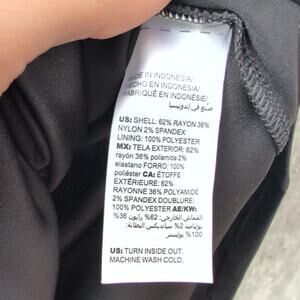 MADE IN INDONESIA/
HECHO EN INDONESIA/
FABRIQUÉ EN INDONÉSIE/
صنع في إندونيسيا
US: SHELL: 62% RAYON 36%
NYLON 2% SPANDEX
LINING: 100% POLYESTER
MX: TELA EXTERIOR: 62%
rayón 36% poliamida 2%
elastano FORRO: 100%
poliéster CA: ÉTOFFE
EXTÉRIEURE: 62%
RAYONNE 36% POLYAMIDE
2% SPANDEX DOUBLURE:
100% POLYESTER AE/KW:
القماش الخارجي: 62% رايون 36%
بولياميد 2% سباندیکس البطانة:
100% بوليستر
US: TURN INSIDE OUT.
MACHINE WASH COLD.